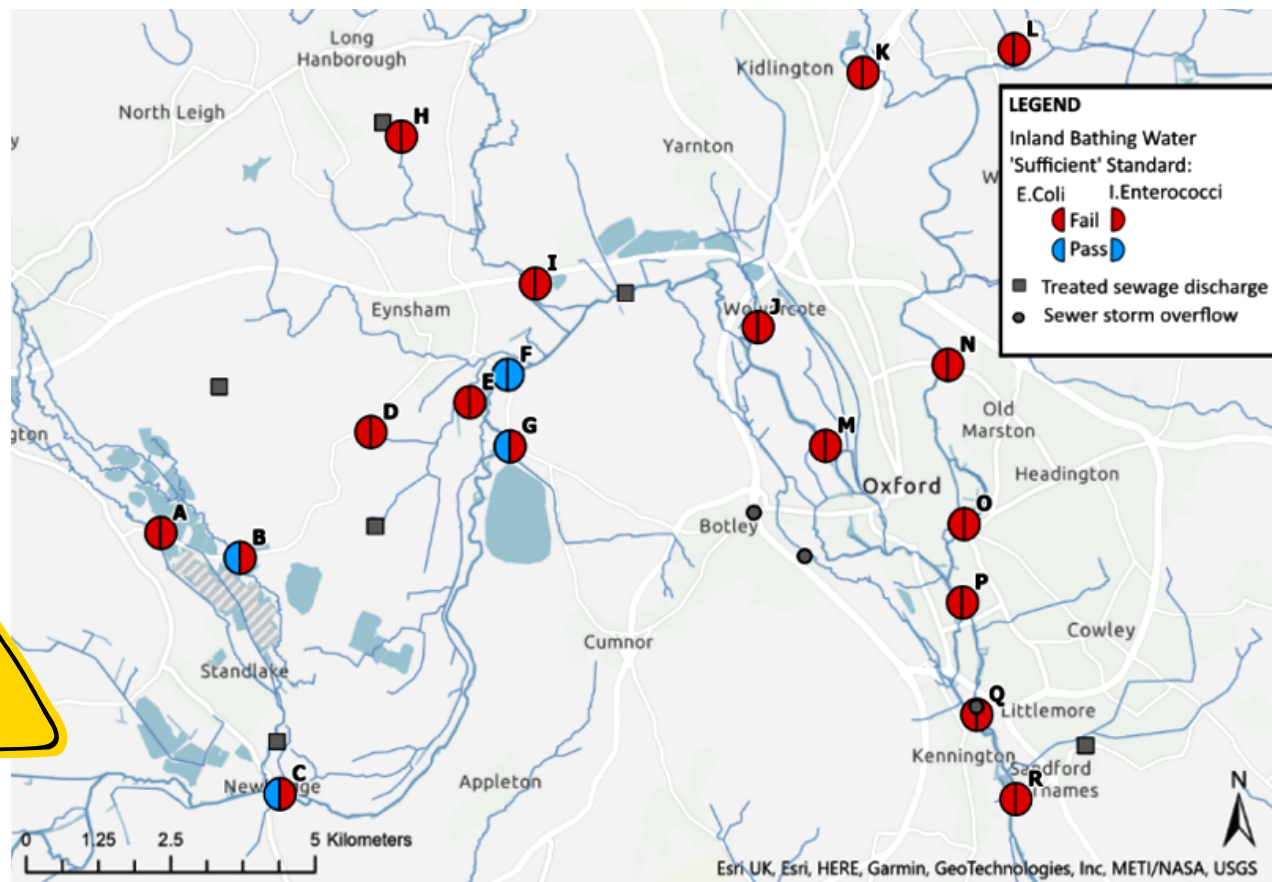 Long
Hanborough
H
North Leigh
y
Kidlington
K
L
Yarnton
LEGEND
Inland Bathing Water
'Sufficient' Standard:
E.Coli
I.Enterococci
Fail
Pass
Treated sewage discharge
Sewer storm overflow
W
I
Eynsham
J
F
E
D
G
N
Old
Marston
M
Headington
Oxford
gton
A
B
Botley
O
P
Cumnor
Cowley
Standlake
Q
Littlemore
Kennington
Sandford
R
C
Appleton
N
0
1.25
2.5
5 Kilometers
Esri UK, Esri, HERE, Garmin, GeoTechnologies, Inc, METI/NASA, USGS